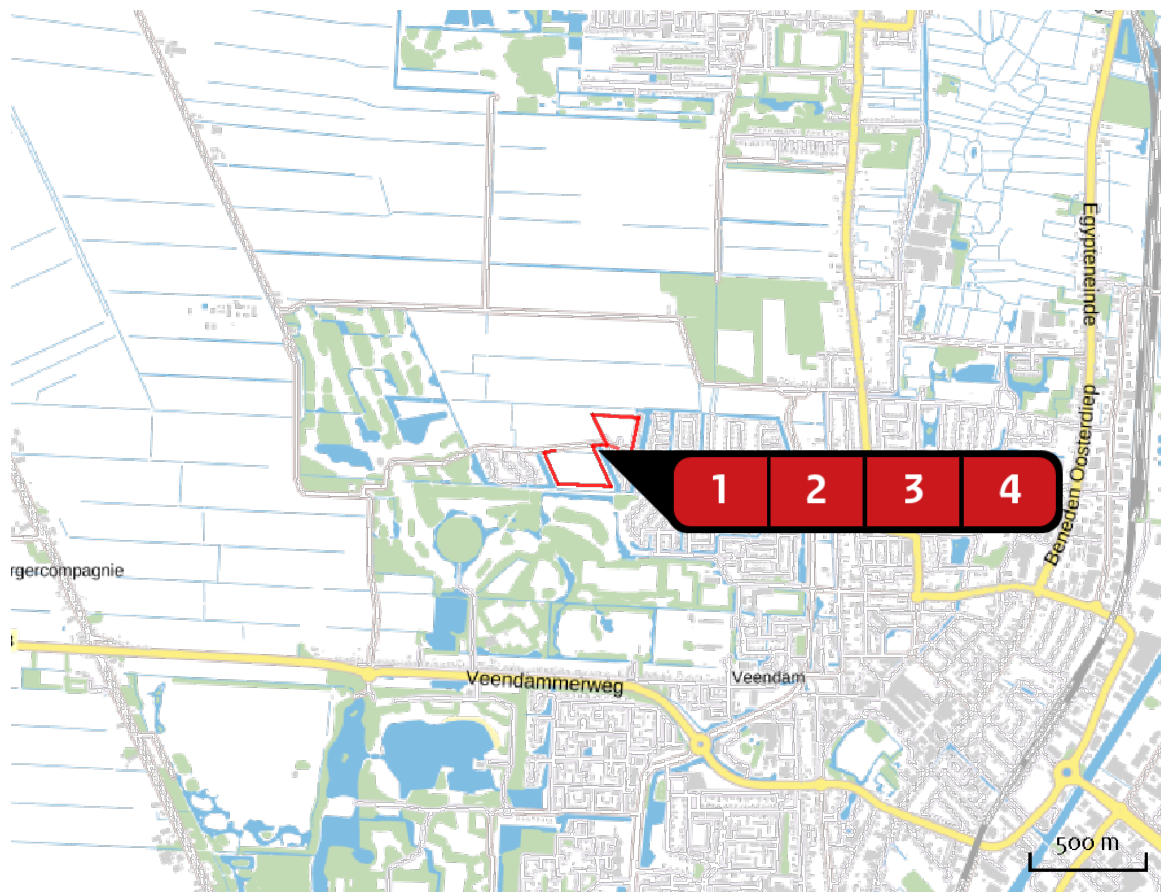 Egypteneinde
Beneden Oosterdiep
1 2 3 4
rgercompagnie
Veendammerweg
Veendam
500 m